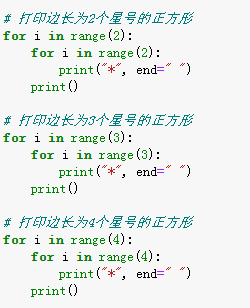 # 打印边长为2个星号的正方形
for i in range(2):
    for i in range(2):
        print("*", end=" ")
    print()

# 打印边长为3个星号的正方形
for i in range(3):
    for i in range(3):
        print("*", end=" ")
    print()

# 打印边长为4个星号的正方形
for i in range(4):
    for i in range(4):
        print("*", end=" ")
    print()